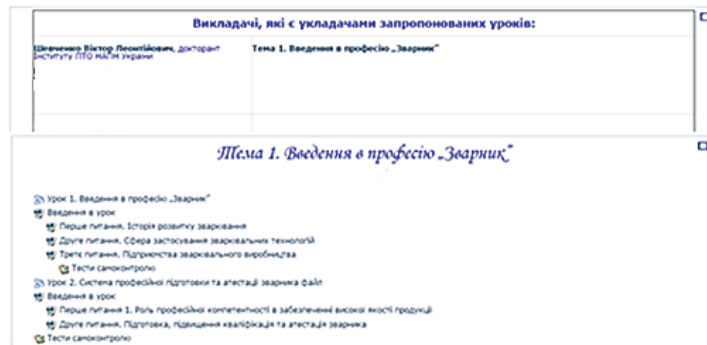 Викладачі, які є укладачами запропонованих уроків:
Шевченко Віктор Леонтійович, докторант
Інституту ПТО НАПН України
Тема 1. Введення в професію „Зварник”
Тема 1. Введення в професію „Зварник”
Урок 1. Введення в професію „Зварник”
Введення в урок
Перше питання. Історія розвитку зварювання
Друге питання. Сфера застосування зварювальних технологій
Третє питання. Підприємства зварювального виробництва
Тести самоконтролю
Урок 2. Система професійної підготовки та атестації зварника файл
Введення в урок
Перше питання 1. Роль професійної компетентності в забезпеченні високої якості продукції
Друге питання. Підготовка, підвищення кваліфікація та атестація зварника
Тести самоконтролю